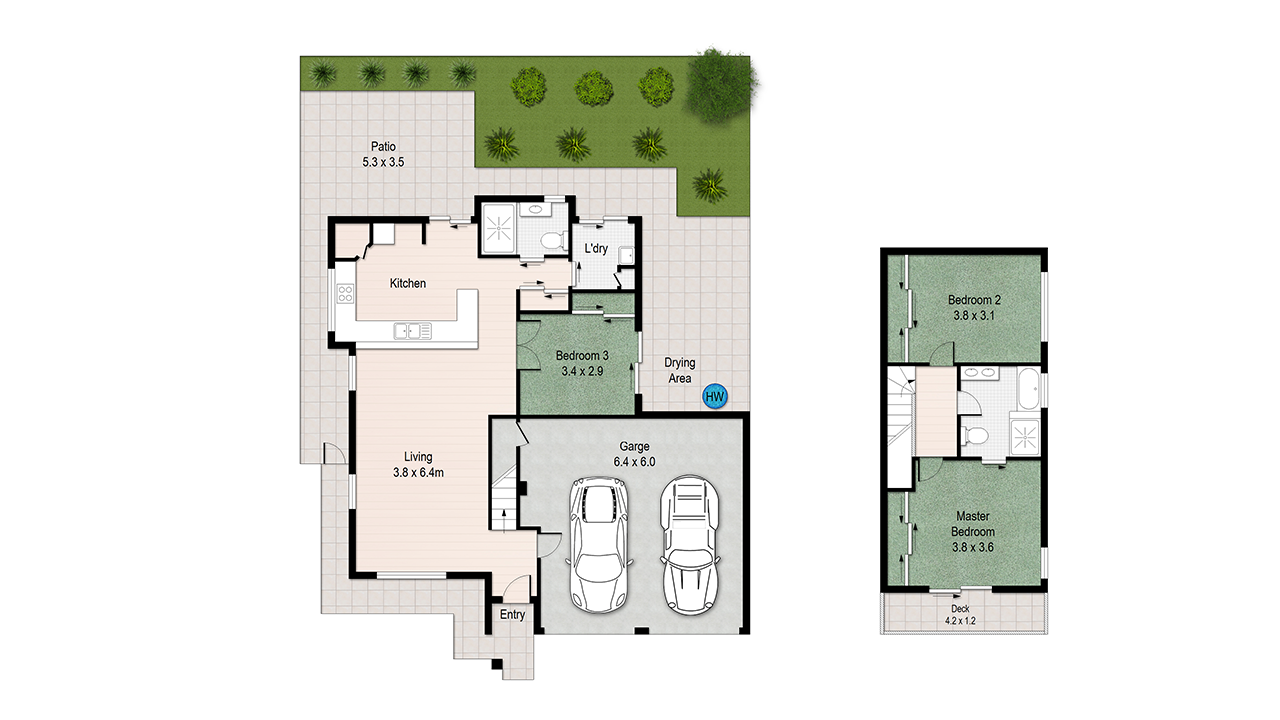 Patio
5.3 x 3.5
Kitchen
L'dry
Bedroom 3
3.4 x 2.9
Drying
Area
HW
Living
3.8 x 6.4m
Garge
6.4 x 6.0
Entry
Bedroom 2
3.8 x 3.1
Master
Bedroom
3.8 x 3.6
Deck
4.2 x 1.2